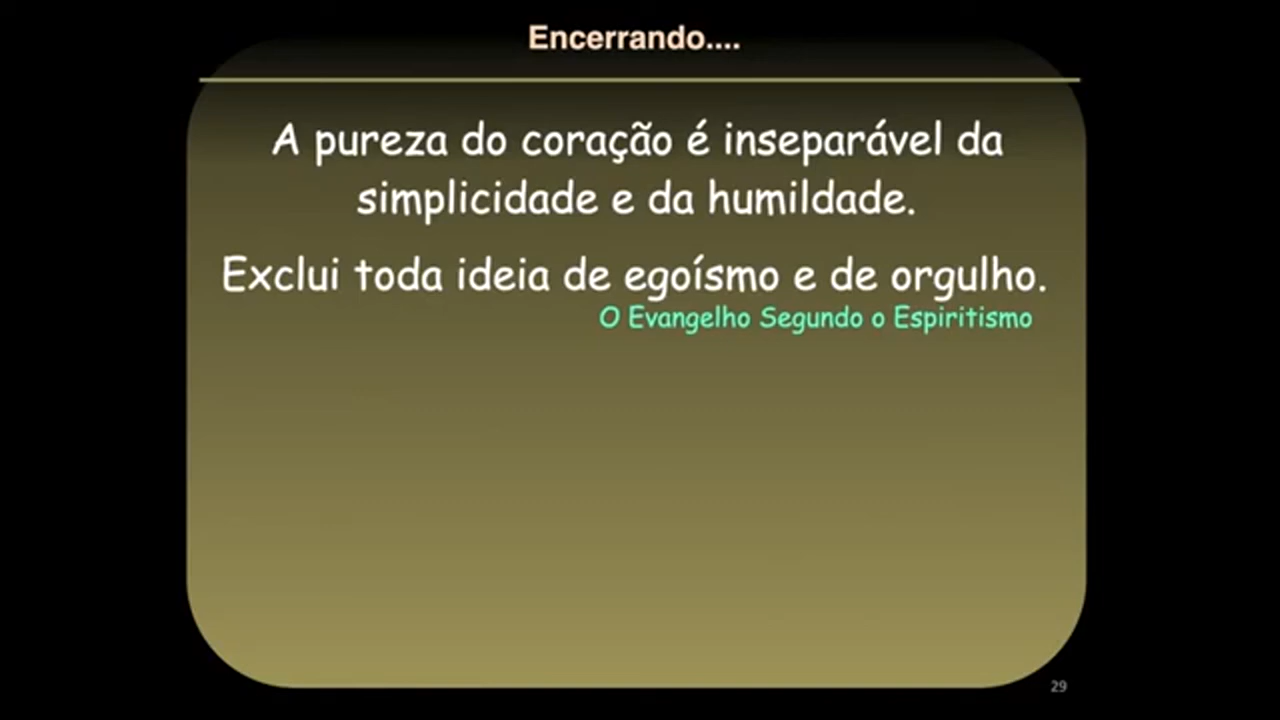 Encerrando....
A pureza do coração é inseparável da
simplicidade e da humildade.
Exclui toda ideia de egoísmo e de orgulho.
O Evangelho Segundo o Espiritismo
29